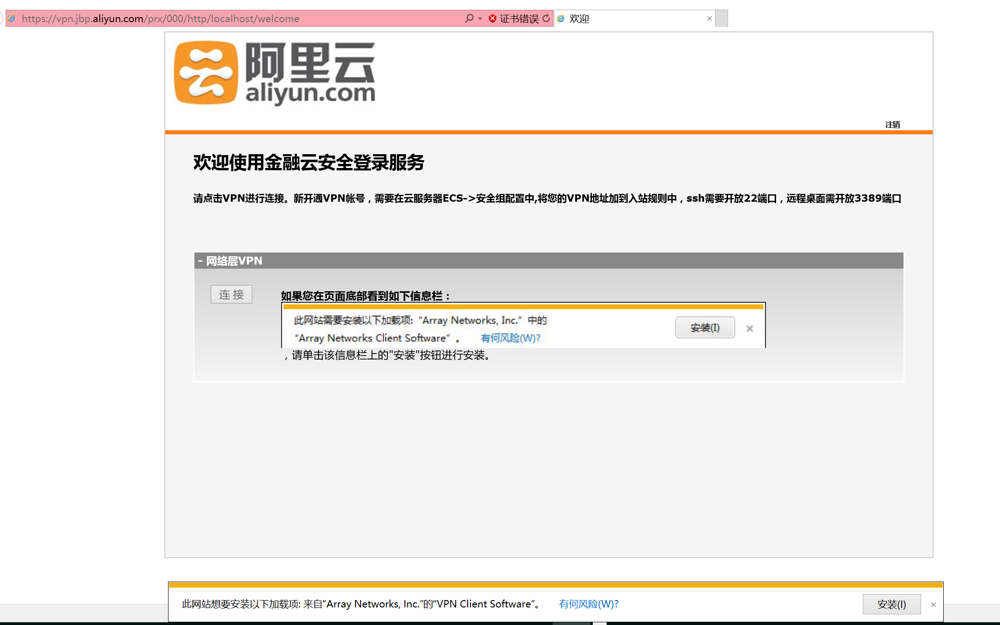 https://vpn.jbp.aliyun.com/prx/000/http/localhost/welcome
证书错误
欢迎
阿里云
aliyun.com
注销
欢迎使用金融云安全登录服务
请点击VPN进行连接。新开通VPN帐号，需要在云服务器ECS->安全组配置中,将您的VPN地址加到入站规则中，ssh需要开放22端口，远程桌面需开放3389端口
- 网络层VPN
连 接
如果您在页面底部看到如下信息栏：
此网站需要安装以下加载项: “Array Networks, Inc.” 中的
“Array Networks Client Software” 。 有何风险(W)?
安装(I)
，请单击该信息栏上的"安装"按钮进行安装。
此网站想要安装以下加载项: 来自“Array Networks, Inc.”的“VPN Client Software”。 有何风险(W)?
安装(I)